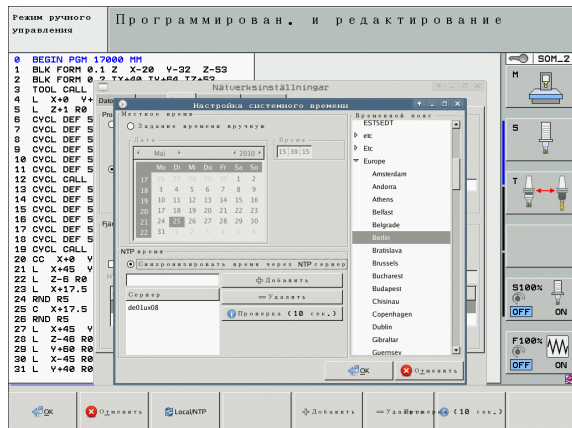 Режим ручного
управления
Программирован. и редактирование
0 BEGIN PGM 17000 MM
1 BLK FORM 0.1 Z X-20 Y-32 Z-53
2 BLK FORM 0.2 IX+40 IY+64 IZ+53
3 TOOL CALL
4 L X+0 Y+
5 L Z+1 R0
6 CYCL DEF 5
7 CYCL DEF 5
8 CYCL DEF 5
9 CYCL DEF 5
10 CYCL DEF 5
11 CYCL DEF 5
12 CYCL CALL
13 CYCL DEF 5
14 CYCL DEF 5
15 CYCL DEF 5
16 CYCL DEF 5
17 CYCL DEF 5
18 CYCL DEF 5
19 CYCL CALL
20 CC X+0 Y
21 L X+45 Y
22 L Z-6 R0
23 L X+17.5
24 RND R5
25 C X+17.5
26 RND R5
27 L X+45 Y
28 L Z-46 R0
29 L Y+60 R0
30 L X-45 R0
31 L Y+40 R0
Nätverksinställningar
Настройка системного времени
Местное время
Задание времени вручную
Дата
Mai
2010
Mo Di Mi Do Fr Sa So
17 26 27 28 29 30 1 2
18 3 4 5 6 7 8 9
19 10 11 12 13 14 15 16
20 17 18 19 20 21 22 23
21 24 25 26 27 28 29 30
22 31 1 2 3 4 5 6
Время
15:39:15
NTP время
Синхронизировать время через NTP сервер
Добавить
Сервер
Удалить
de01ux08
Проверка (10 сек.)
Временной пояс
EST5EDT
etc
Etc
Europe
Amsterdam
Andorra
Athens
Belfast
Belgrade
Berlin
Bratislava
Brussels
Bucharest
Budapest
Chisinau
Copenhagen
Dublin
Gibraltar
Guernsey
OK
Отменить
SOM_2
M
S
T
S100%
OFF ON
F100%
OFF ON
OK
Отменить
Local/NTP
Добавить
(10 сек.)